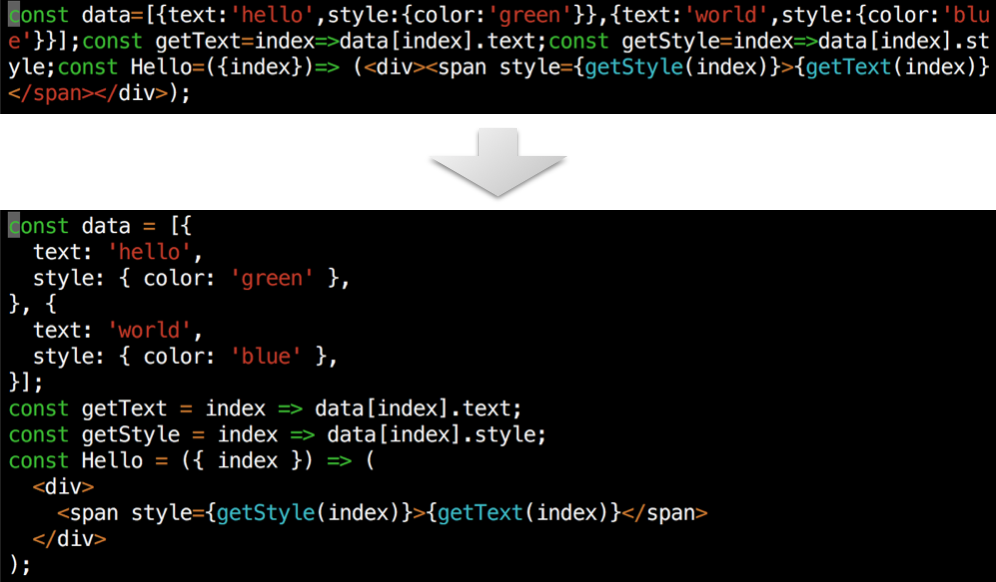 const data=[{text:'hello',style:{color:'green'}},{text:'world',style:{color:'blu
e'}}];const getText=index=>data[index].text;const getStyle=index=>data[index].st
yle;const Hello=({index})=> (<div><span style={getStyle(index)}>{getText(index)}
</span></div>);
const data = [{
  text: 'hello',
  style: { color: 'green' },
}, {
  text: 'world',
  style: { color: 'blue' },
}];
const getText = index => data[index].text;
const getStyle = index => data[index].style;
const Hello = ({ index }) => (
  <div>
    <span style={getStyle(index)}>{getText(index)}</span>
  </div>
);